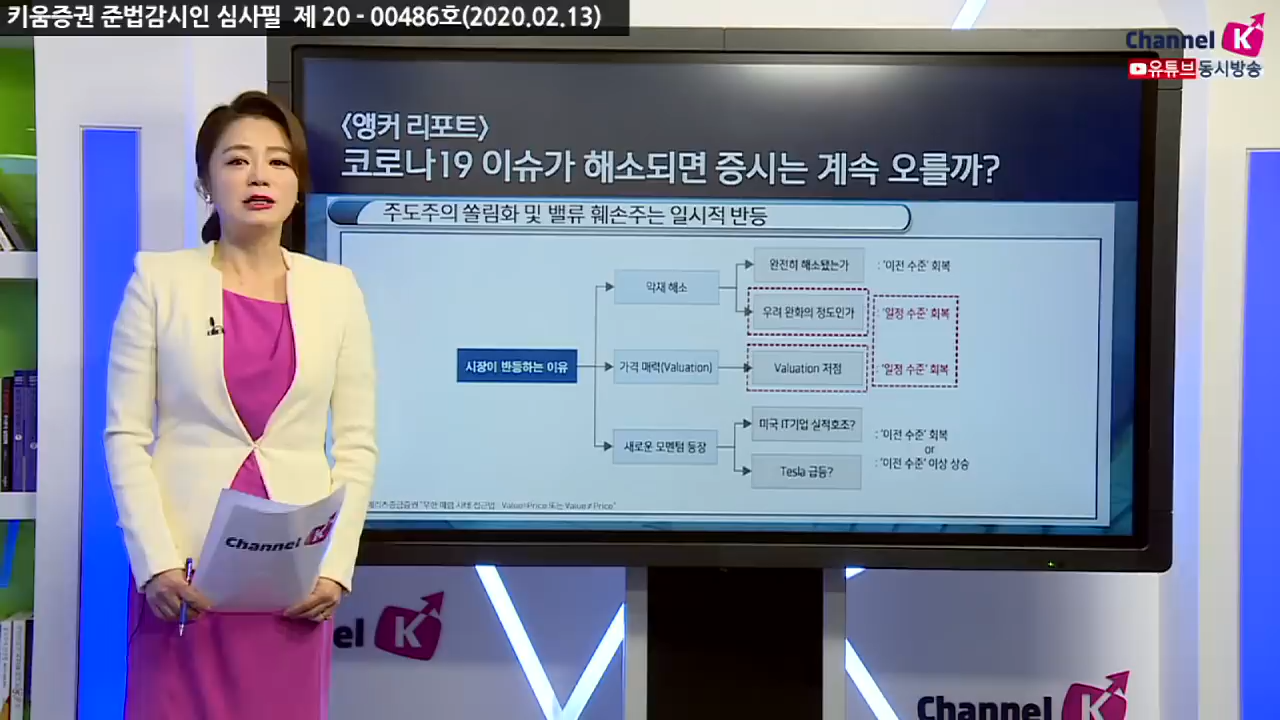 키움증권 준법감시인 심사필 제 20 - 00486호(2020.02.13)
Channel K
유튜브동시방송
<앵커 리포트>
코로나19 이슈가 해소되면 증시는 계속 오를까?
주도주의 쏠림화 및 밸류 훼손주는 일시적 반등
완전히 해소됐는가 : '이전 수준' 회복
악재 해소
우려 완화의 정도인가 : '일정 수준' 회복
시장이 반등하는 이유
가격 매력(Valuation)
Valuation 저점 : '일정 수준' 회복
미국 IT기업 실적호조?
새로운 모멘텀 등장
: '이전 수준' 회복
or
: '이전 수준' 이상 상승
Tesla 급등?
Channel K
el K
Channel K